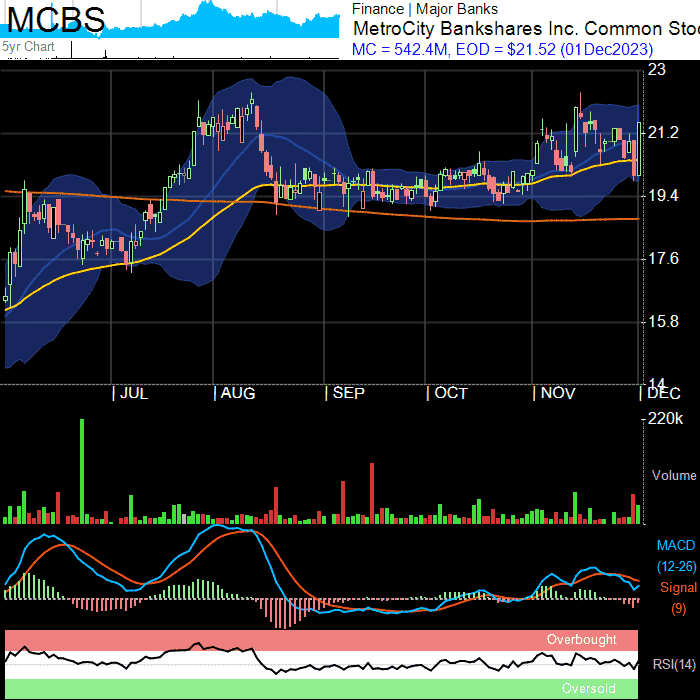 MCBS
5yr Chart
Finance | Major Banks
MetroCity Bankshares Inc. Common Stoc
MC = 542.4M, EOD = $21.52 (01Dec2023)
23
21.2
19.4
17.6
15.8
14
JUL AUG SEP OCT NOV DEC
220k
Volume
MACD
(12-26)
Signal
(9)
Overbought
RSI(14)
Oversold